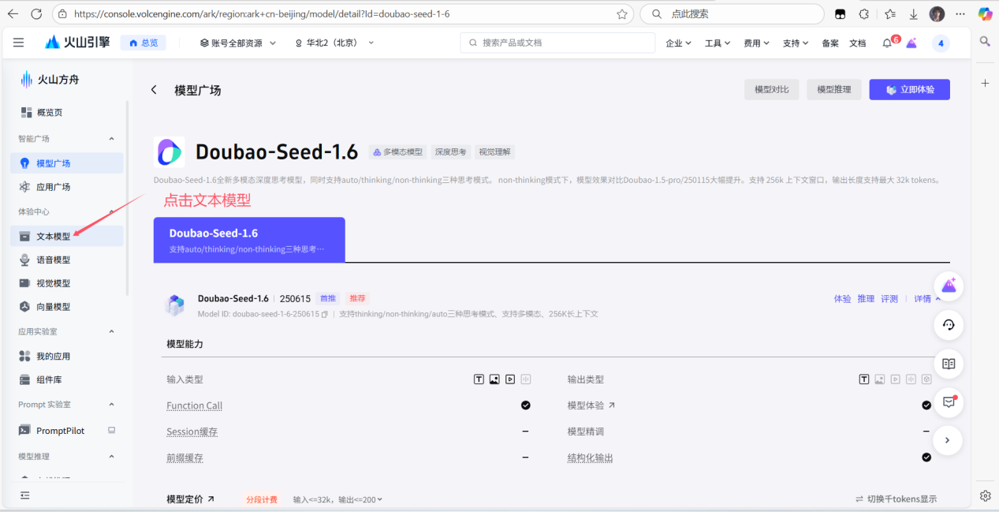 https://console.volcengine.com/ark/region:ark+cn-beijing/model/detail?Id=doubao-seed-1-6
点此搜索
火山引擎
总览
账号全部资源
华北2（北京）
搜索产品或文档
企业
工具
费用
支持
备案
文档
6
4
火山方舟
概览页
智能广场
模型广场
应用广场
体验中心
文本模型
语音模型
视觉模型
向量模型
应用实验室
我的应用
组件库
Prompt 实验室
PromptPilot
模型推理
模型广场
模型对比
模型推理
立即体验
Doubao-Seed-1.6
多模态模型
深度思考
视觉理解
Doubao-Seed-1.6全新多模态深度思考模型，同时支持auto/thinking/non-thinking三种思考模式。 non-thinking模式下，模型效果对比Doubao-1.5-pro/250115大幅提升。支持 256k 上下文窗口，输出长度支持最大 32k tokens。
点击文本模型
Doubao-Seed-1.6
支持auto/thinking/non-thinking三种思考…
Doubao-Seed-1.6
250615
首推
推荐
体验
推理
评测
详情
Model ID: doubao-seed-1-6-250615
支持thinking/non-thinking/auto三种思考模式、支持多模态、256K长上下文
模型能力
输入类型
输出类型
Function Call
模型体验
Session缓存
模型精调
前缀缓存
结构化输出
模型定价
分段计费
输入<=32k，输出<=200
切换千tokens显示